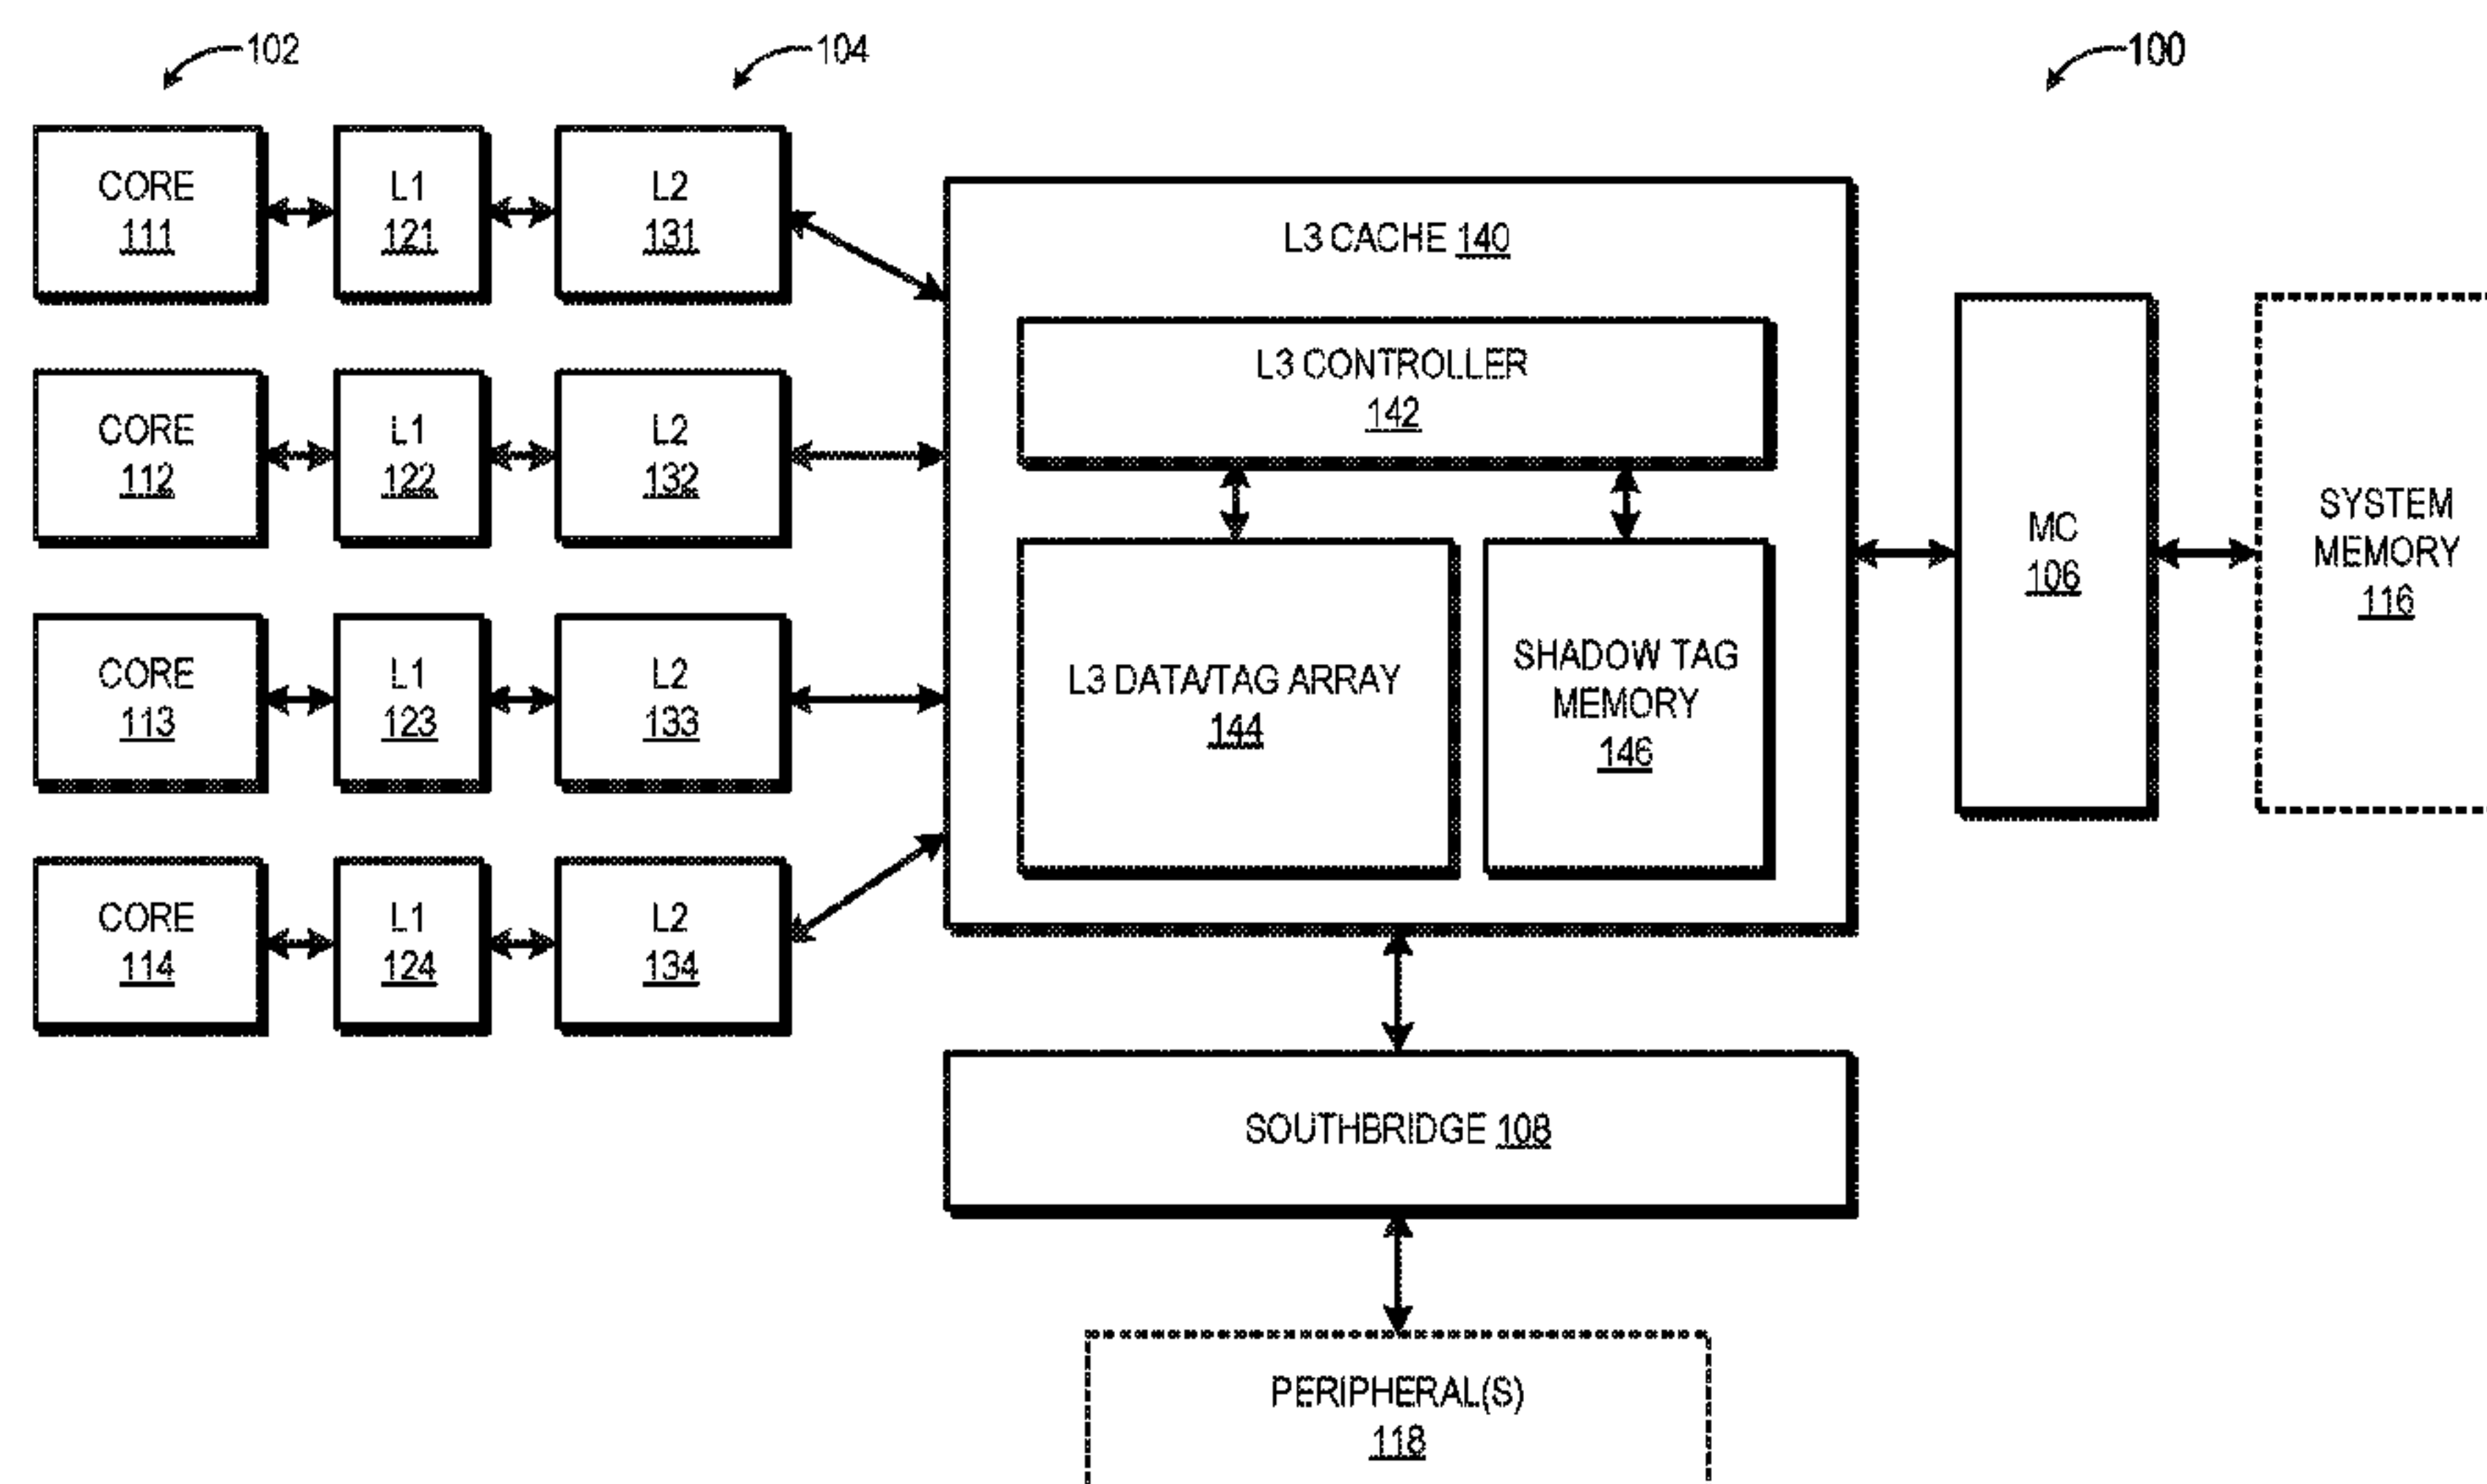 102
104
100
CORE
111
L1
121
L2
131
CORE
112
L1
122
L2
132
CORE
113
L1
123
L2
133
CORE
114
L1
124
L2
134
L3 CACHE 140
L3 CONTROLLER
142
L3 DATA/TAG ARRAY
144
SHADOW TAG
MEMORY
146
MC
106
SYSTEM
MEMORY
116
SOUTHBRIDGE 108
PERIPHERAL(S)
118